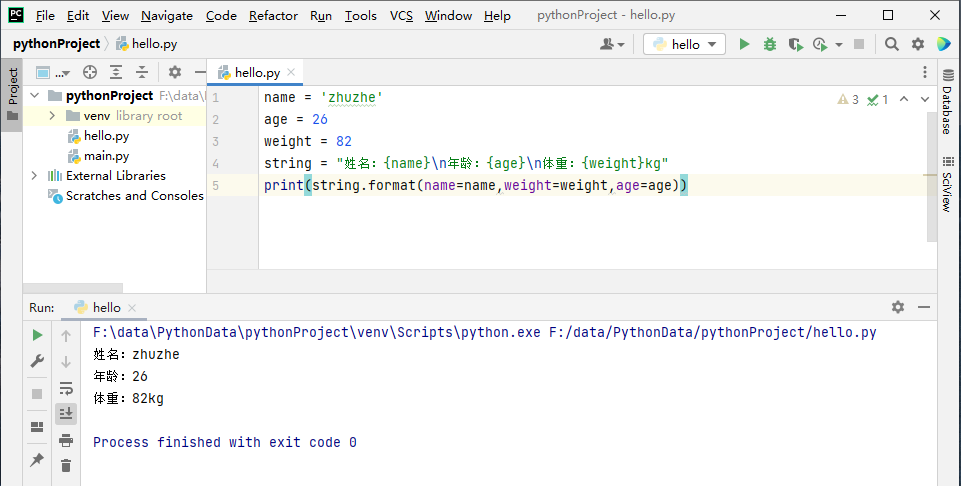 File Edit View Navigate Code Refactor Run Tools VCS Window Help pythonProject - hello.py
pythonProject hello.py hello
Project
... hello.py
pythonProject F:\data\
venv library root
hello.py
main.py
External Libraries
Scratches and Consoles
1 name = 'zhuzhe'
2 age = 26
3 weight = 82
4 string = "姓名：{name}\n年龄：{age}\n体重：{weight}kg"
5 print(string.format(name=name,weight=weight,age=age))
3 1
Database
SciView
Run: hello
F:\data\PythonData\pythonProject\venv\Scripts\python.exe F:/data/PythonData/pythonProject/hello.py
姓名：zhuzhe
年龄：26
体重：82kg
Process finished with exit code 0